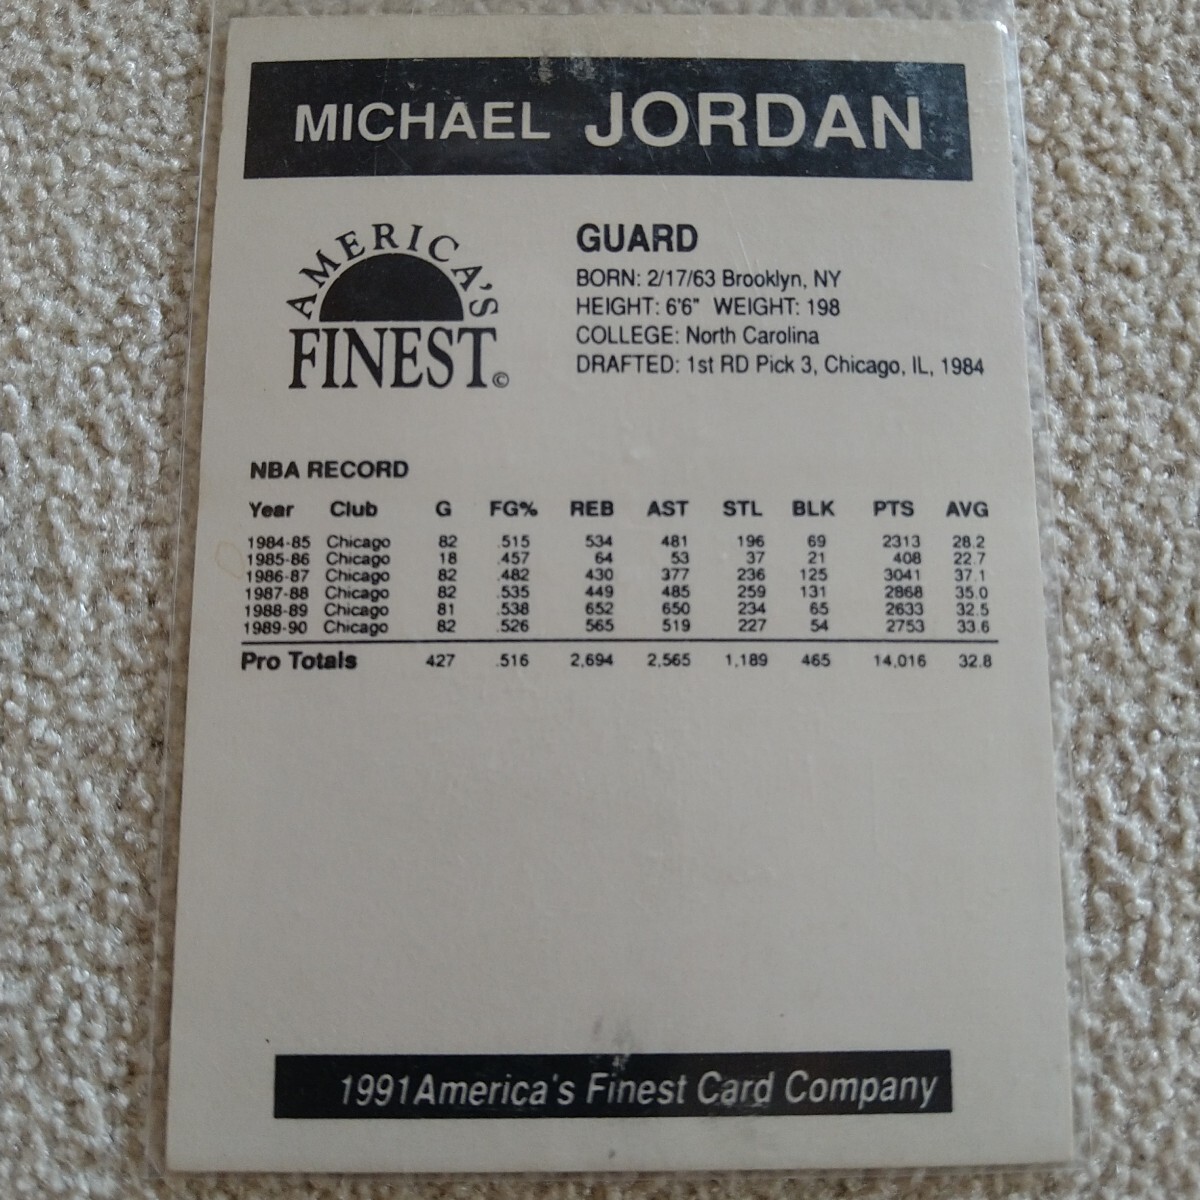 MICHAEL JORDAN
AMERICA'S
FINEST©
GUARD
BORN: 2/17/63 Brooklyn, NY
HEIGHT: 6'6" WEIGHT: 198
COLLEGE: North Carolina
DRAFTED: 1st RD Pick 3, Chicago, IL, 1984
NBA RECORD
Year Club G FG% REB AST STL BLK PTS AVG
1984-85 Chicago 82 .515 534 481 196 69 2313 28.2
1985-86 Chicago 18 .457 64 53 37 21 408 22.7
1986-87 Chicago 82 .482 430 377 236 125 3041 37.1
1987-88 Chicago 82 .535 449 485 259 131 2868 35.0
1988-89 Chicago 81 .538 652 650 234 65 2633 32.5
1989-90 Chicago 82 .526 565 519 227 54 2753 33.6
Pro Totals 427 .516 2,694 2,565 1,189 465 14,016 32.8
1991 America's Finest Card Company